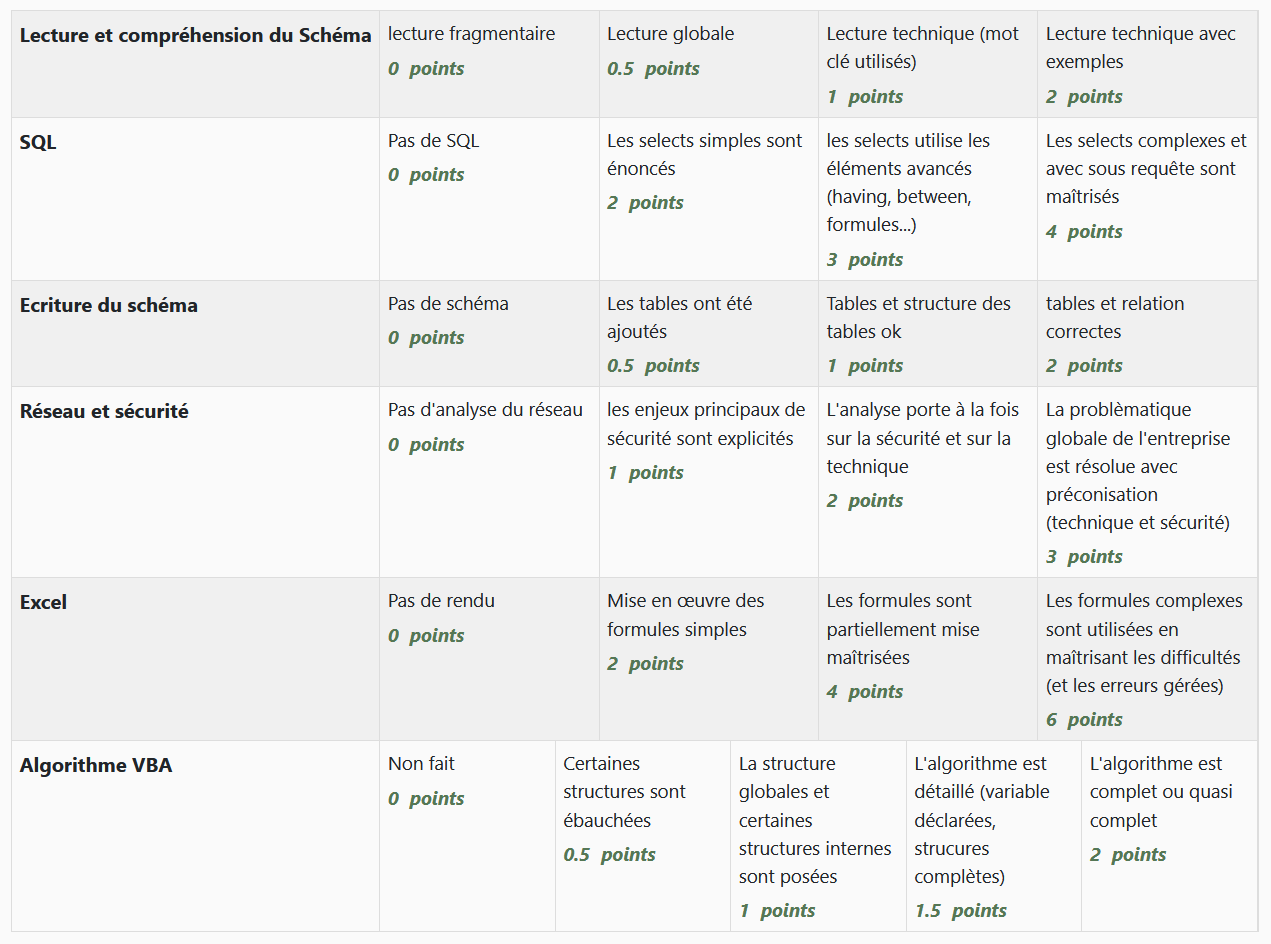 Lecture et compréhension du Schéma
lecture fragmentaire
0 points
Lecture globale
0.5 points
Lecture technique (mot
clé utilisés)
1 points
Lecture technique avec
exemples
2 points
SQL
Pas de SQL
0 points
Les selects simples sont
énoncés
2 points
les selects utilise les
éléments avancés
(having, between,
formules...)
3 points
Les selects complexes et
avec sous requête sont
maîtrisés
4 points
Ecriture du schéma
Pas de schéma
0 points
Les tables ont été
ajoutés
0.5 points
Tables et structure des
tables ok
1 points
tables et relation
correctes
2 points
Réseau et sécurité
Pas d'analyse du réseau
0 points
les enjeux principaux de
sécurité sont explicités
1 points
L'analyse porte à la fois
sur la sécurité et sur la
technique
2 points
La problèmatique
globale de l'entreprise
est résolue avec
préconisation
(technique et sécurité)
3 points
Excel
Pas de rendu
0 points
Mise en œuvre des
formules simples
2 points
Les formules sont
partiellement mise
maîtrisées
4 points
Les formules complexes
sont utilisées en
maîtrisant les difficultés
(et les erreurs gérées)
6 points
Algorithme VBA
Non fait
0 points
Certaines
structures sont
ébauchées
0.5 points
La structure
globales et
certaines
structures internes
sont posées
1 points
L'algorithme est
détaillé (variable
déclarées,
strucures
complètes)
1.5 points
L'algorithme est
complet ou quasi
complet
2 points